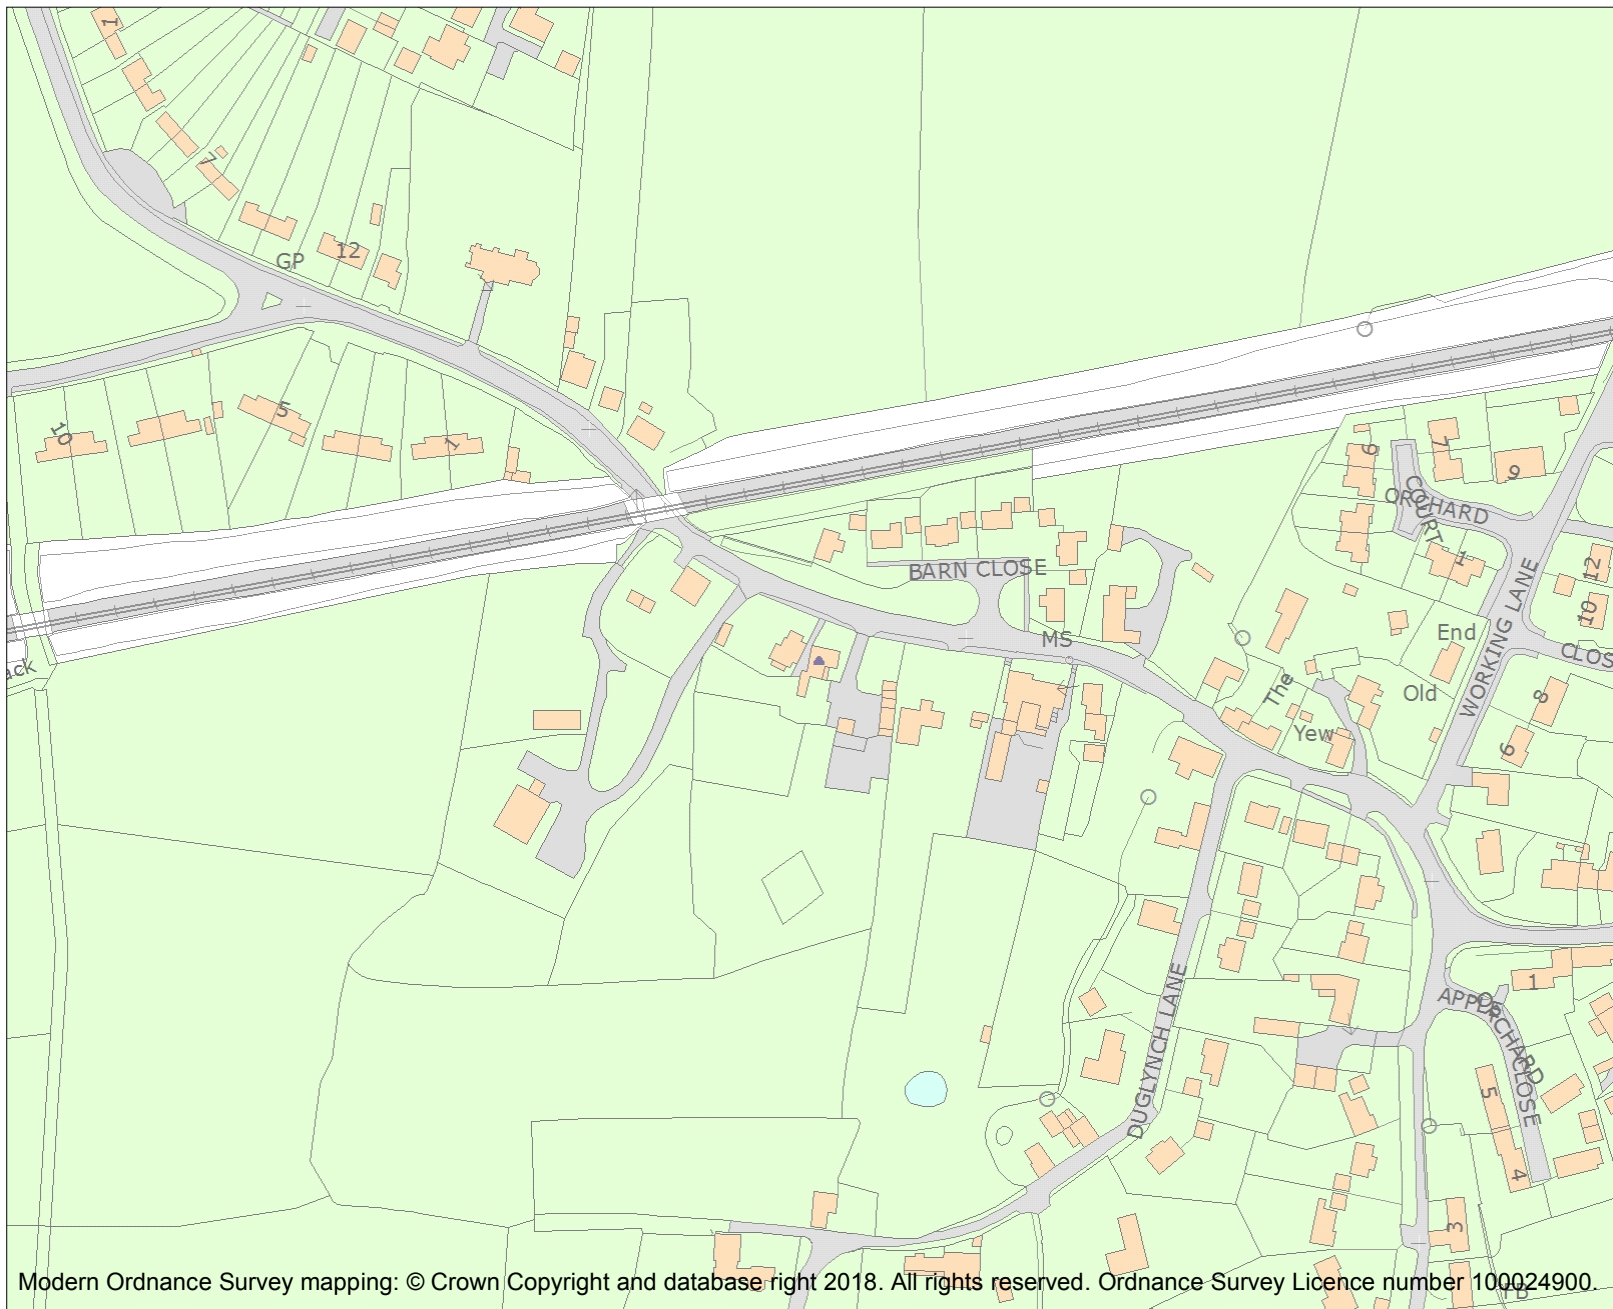 1
7
12
GP
5
10
1
6
7
9
ORCHARD
COURT
1
12
10
BARN CLOSE
MS
WORKING LANE
End
CLOS
ack
The
Old
8
Yew
6
DUGLYNCH LANE
1
APPLE
ORCHARD
CLOSE
5
4
3
FB
Modern Ordnance Survey mapping: © Crown Copyright and database right 2018. All rights reserved. Ordnance Survey Licence number 100024900.